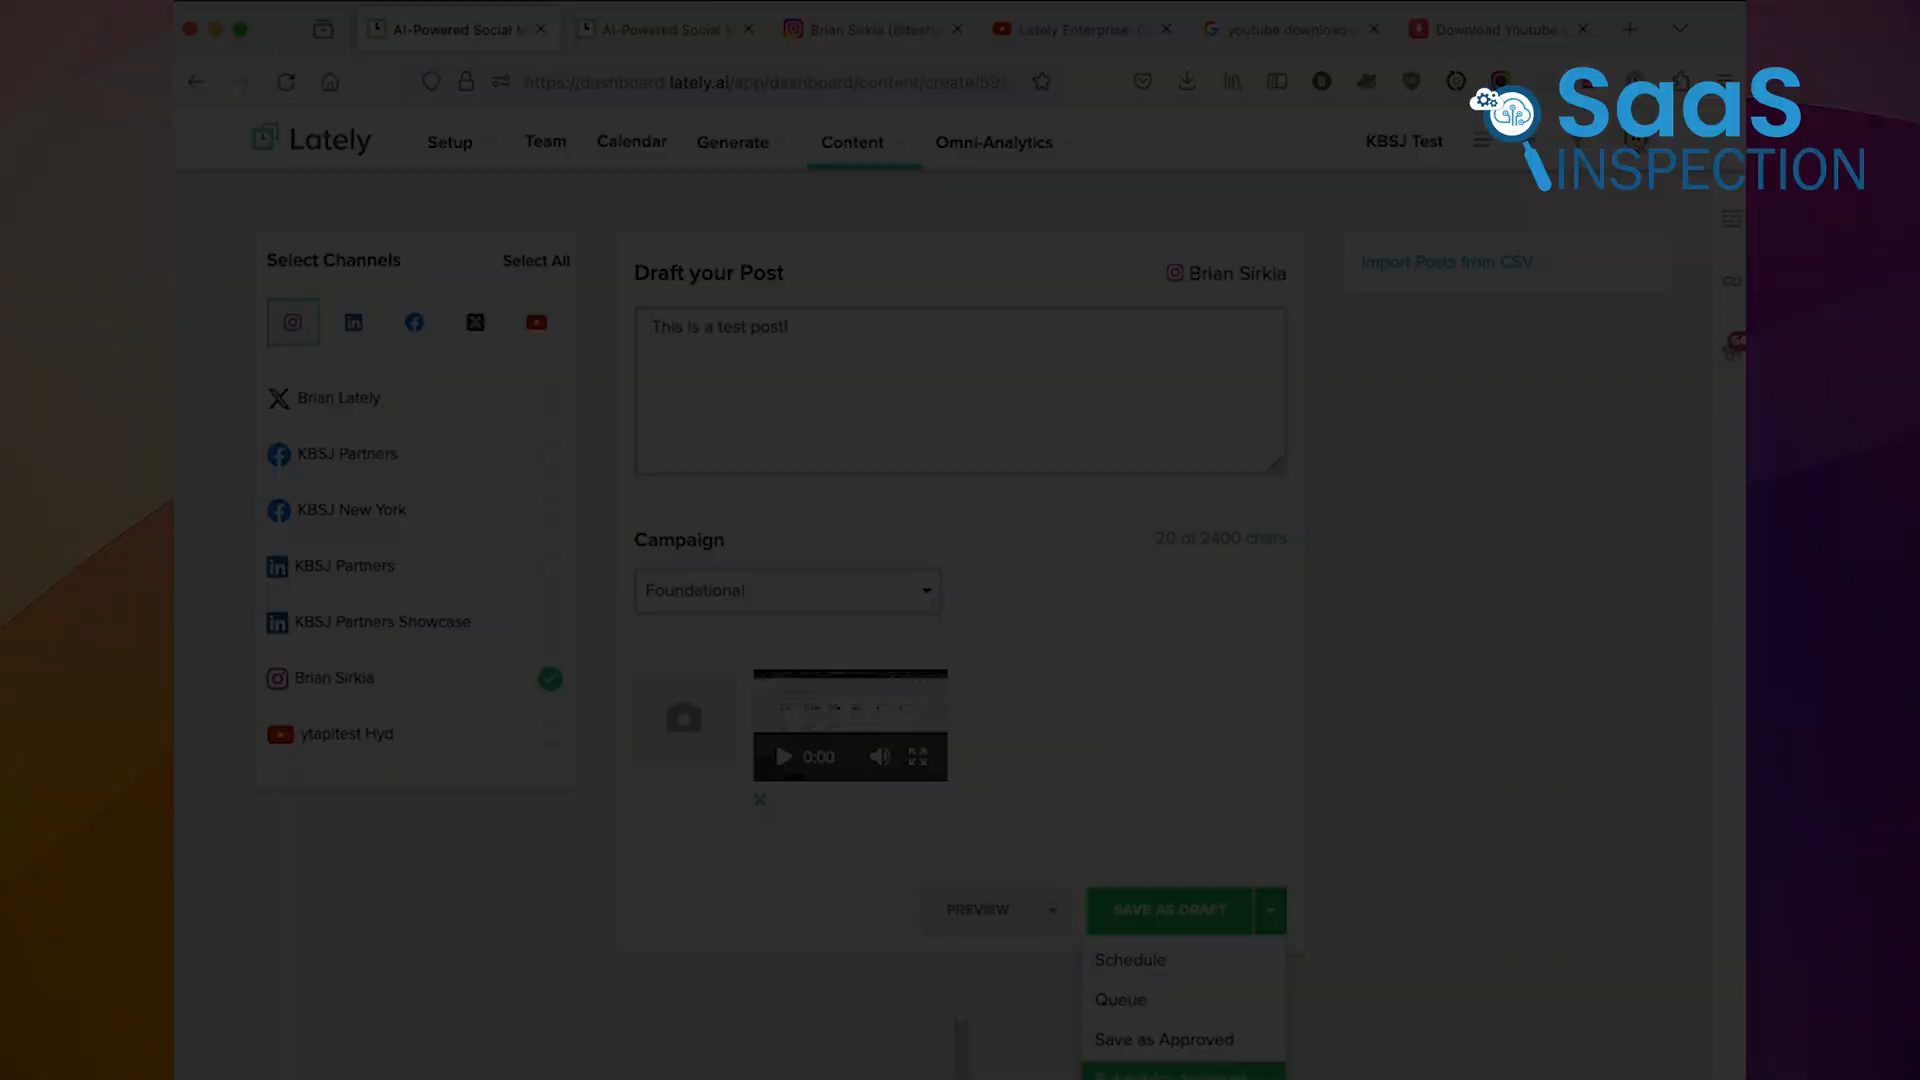 AI-Powered Social M
AI-Powered Social
Brian Sirkia (@test
Lately Enterprise:
youtube download
Download Youtube
https://dashboard.lately.ai/app/dashboard/content/create/595
SaaS
INSPECTION
Lately
Setup
Team
Calendar
Generate
Content
Omni-Analytics
KBSJ Test
Select Channels
Select All
Draft your Post
Brian Sirkia
Import Posts from CSV
This is a test post!
Brian Lately
KBSJ Partners
KBSJ New York
KBSJ Partners
KBSJ Partners Showcase
Brian Sirkia
ytapitest Hyd
Campaign
20 of 2400 chars
Foundational
0:00
PREVIEW
SAVE AS DRAFT
Schedule
Queue
Save as Approved